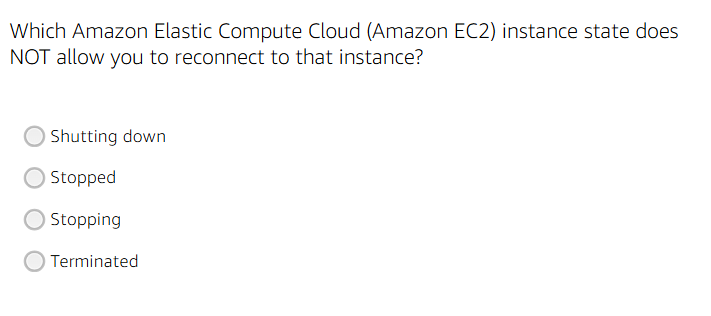 Which Amazon Elastic Compute Cloud (Amazon EC2) instance state does
NOT allow you to reconnect to that instance?
Shutting down
Stopped
Stopping
Terminated